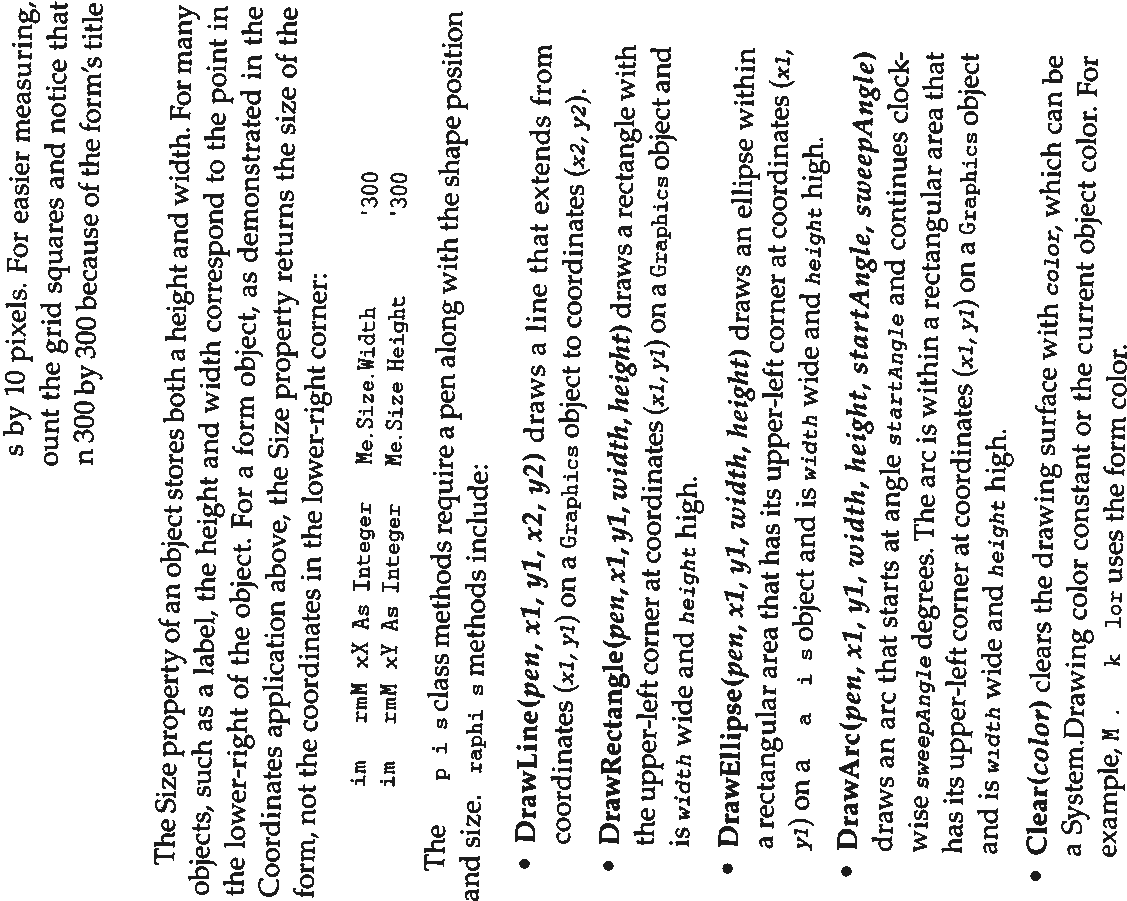 s by 10 pixels. For easier measuring,
ount the grid squares and notice that
n 300 by 300 because of the form's title
The Size property of an object stores both a height and width. For many
objects, such as a label, the height and width correspond to the point in
the lower-right of the object. For a form object, as demonstrated in the
Coordinates application above, the Size property returns the size of the
form, not the coordinates in the lower-right corner:
im rmM xX As Integer Me.Size.Width '300
im rmM xY As Integer Me.Size Height '300
The p i s class methods require a pen along with the shape position
and size. raphi s methods include:
• DrawLine(pen, x1, y1, x2, y2) draws a line that extends from
coordinates (x1, y1) on a Graphics object to coordinates (x2, y2).
• DrawRectangle(pen, x1, y1, width, height) draws a rectangle with
the upper-left corner at coordinates (x1, y1) on a Graphics object and
is width wide and height high.
• DrawEllipse(pen, x1, y1, width, height) draws an ellipse within
a rectangular area that has its upper-left corner at coordinates (x1,
y1) on a a i s object and is width wide and height high.
• DrawArc(pen, x1, y1, width, height, startAngle, sweepAngle)
draws an arc that starts at angle startAngle and continues clock-
wise sweepAngle degrees. The arc is within a rectangular area that
has its upper-left corner at coordinates (x1, y1) on a Graphics object
and is width wide and height high.
• Clear(color) clears the drawing surface with color, which can be
a System.Drawing color constant or the current object color. For
example, M . k lor uses the form color.